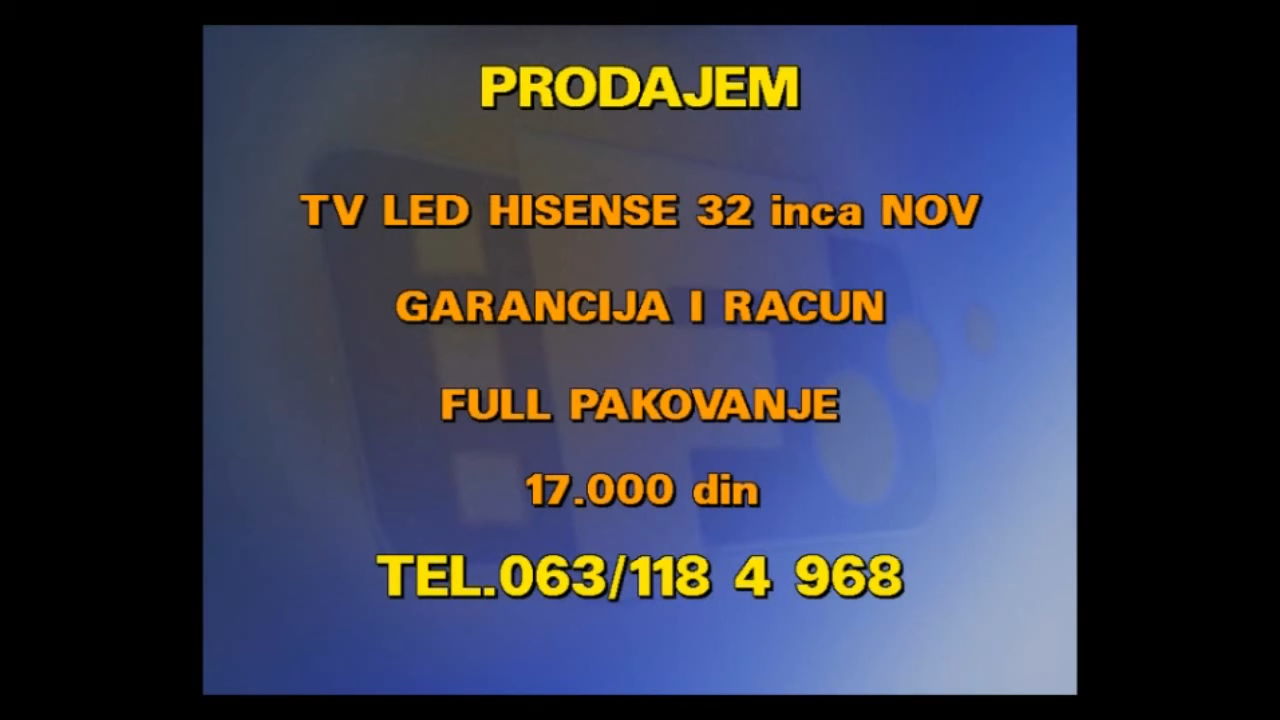 PRODAJEM
TV LED HISENSE 32 inca NOV
GARANCIJA I RACUN
FULL PAKOVANJE
17.000 din
TEL.063/118 4 968